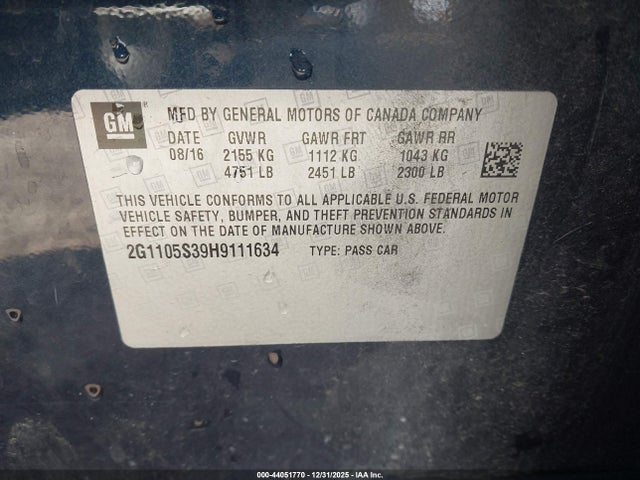 GM
®
MFD BY GENERAL MOTORS OF CANADA COMPANY
DATE GVWR GAWR FRT GAWR RR
08/16 2155 KG 1112 KG 1043 KG
4751 LB 2451 LB 2300 LB
THIS VEHICLE CONFORMS TO ALL APPLICABLE U.S. FEDERAL MOTOR
VEHICLE SAFETY, BUMPER, AND THEFT PREVENTION STANDARDS IN
EFFECT ON THE DATE OF MANUFACTURE SHOWN ABOVE.
2G1105S39H9111634 TYPE: PASS CAR
000-44051770 - 12/31/2025 - IAA Inc.